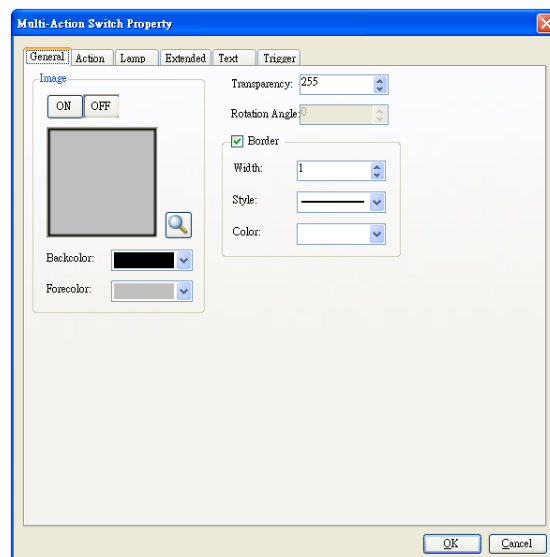 Multi-Action Switch Property
General Action Lamp Extended Text Trigger
Image
ON OFF
Backcolor:
Forecolor:
Transparency: 255
Rotation Angle: 0
Border
Width: 1
Style:
Color:
OK Cancel